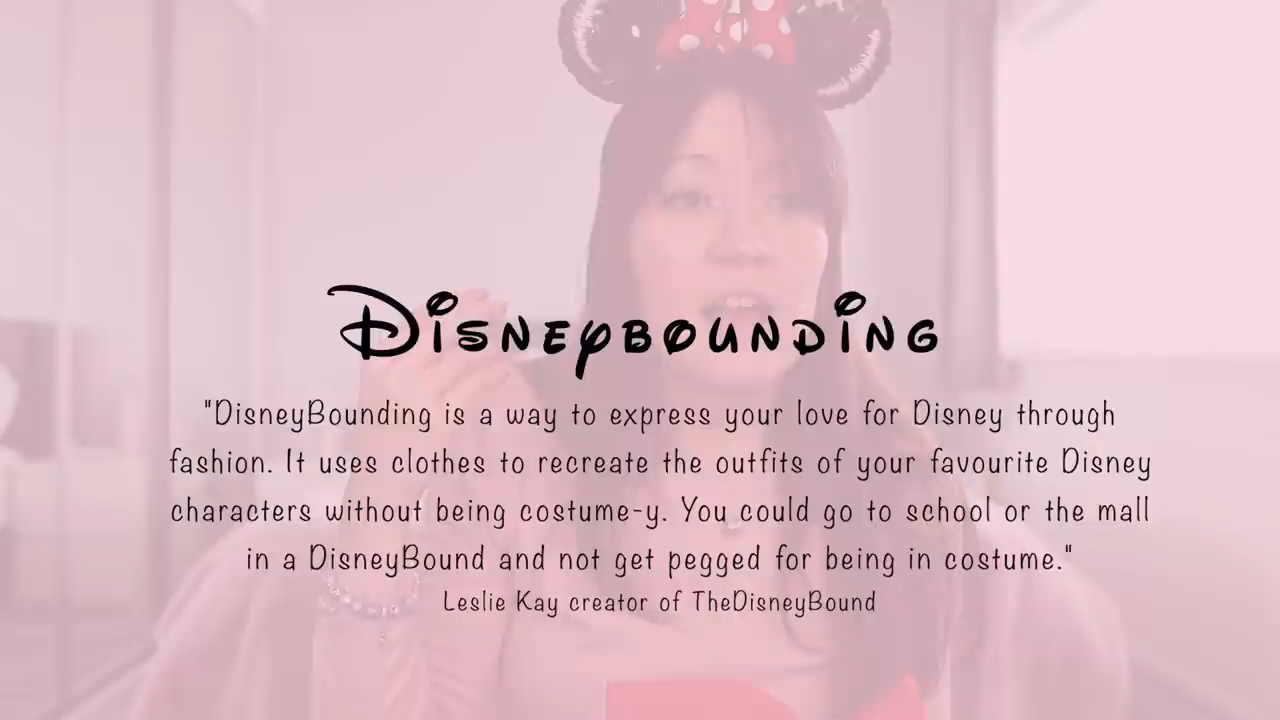 Disneybounding
"DisneyBounding is a way to express your love for Disney through
fashion. It uses clothes to recreate the outfits of your favourite Disney
characters without being costume-y. You could go to school or the mall
in a DisneyBound and not get pegged for being in costume."
Leslie Kay creator of TheDisneyBound